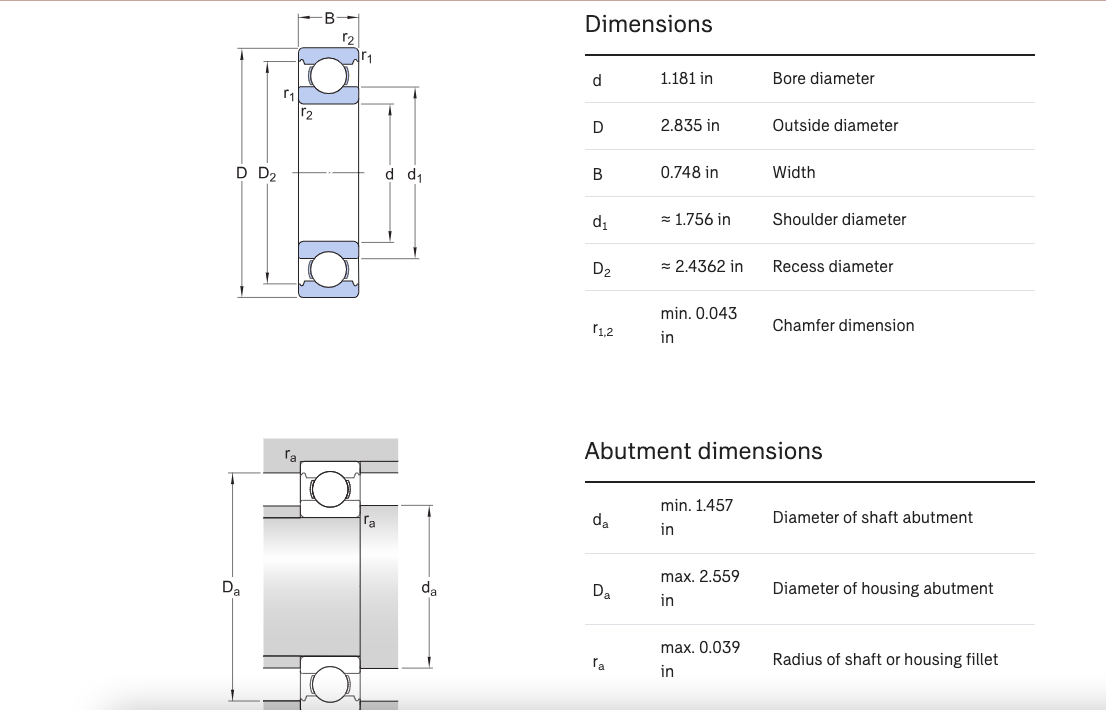 B
r2
r1
r1
r2
D D2 d d1
Dimensions
d 1.181 in Bore diameter
D 2.835 in Outside diameter
B 0.748 in Width
d1 ≈ 1.756 in Shoulder diameter
D2 ≈ 2.4362 in Recess diameter
r1,2 min. 0.043 in Chamfer dimension
ra
ra
Da da
Abutment dimensions
da min. 1.457 in Diameter of shaft abutment
Da max. 2.559 in Diameter of housing abutment
ra max. 0.039 in Radius of shaft or housing fillet